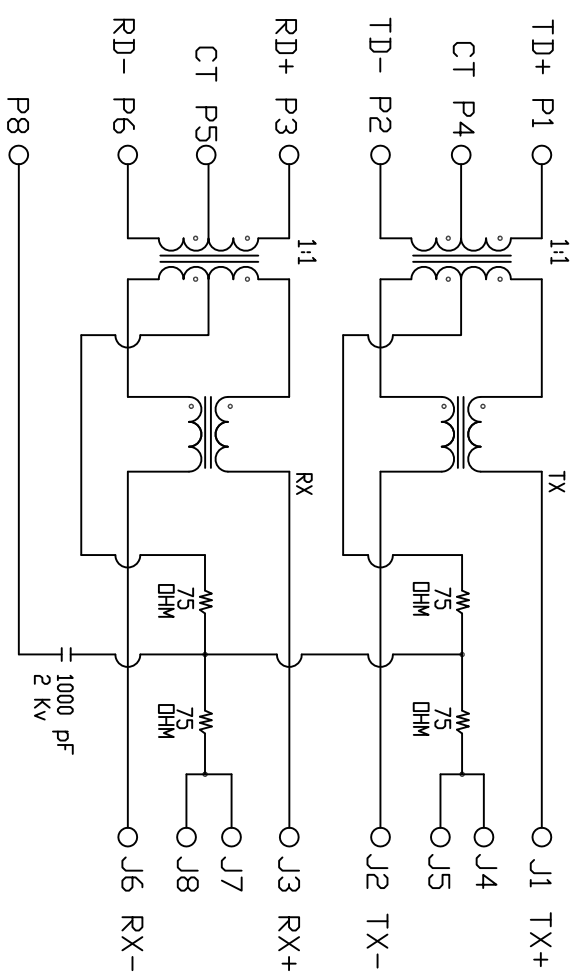 TD+ P1
CT P4
TD- P2
RD+ P3
CT P5
RD- P6
P8
1:1
1:1
TX
RX
75
OHM
75
OHM
75
OHM
75
OHM
1000 pF
2 Kv
J1 TX+
J4
J5
J2 TX-
J3 RX+
J7
J8
J6 RX-